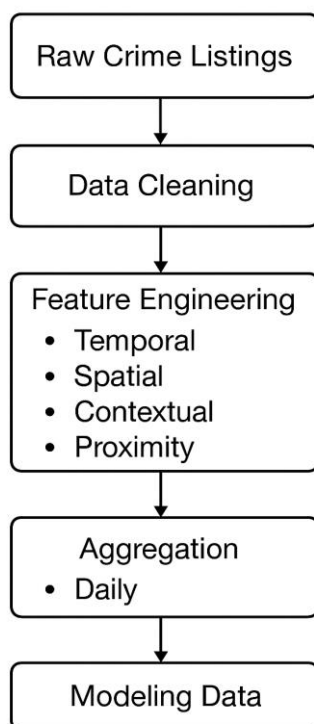 Raw Crime Listings
Data Cleaning
Feature Engineering
• Temporal
• Spatial
• Contextual
• Proximity
Aggregation
• Daily
Modeling Data